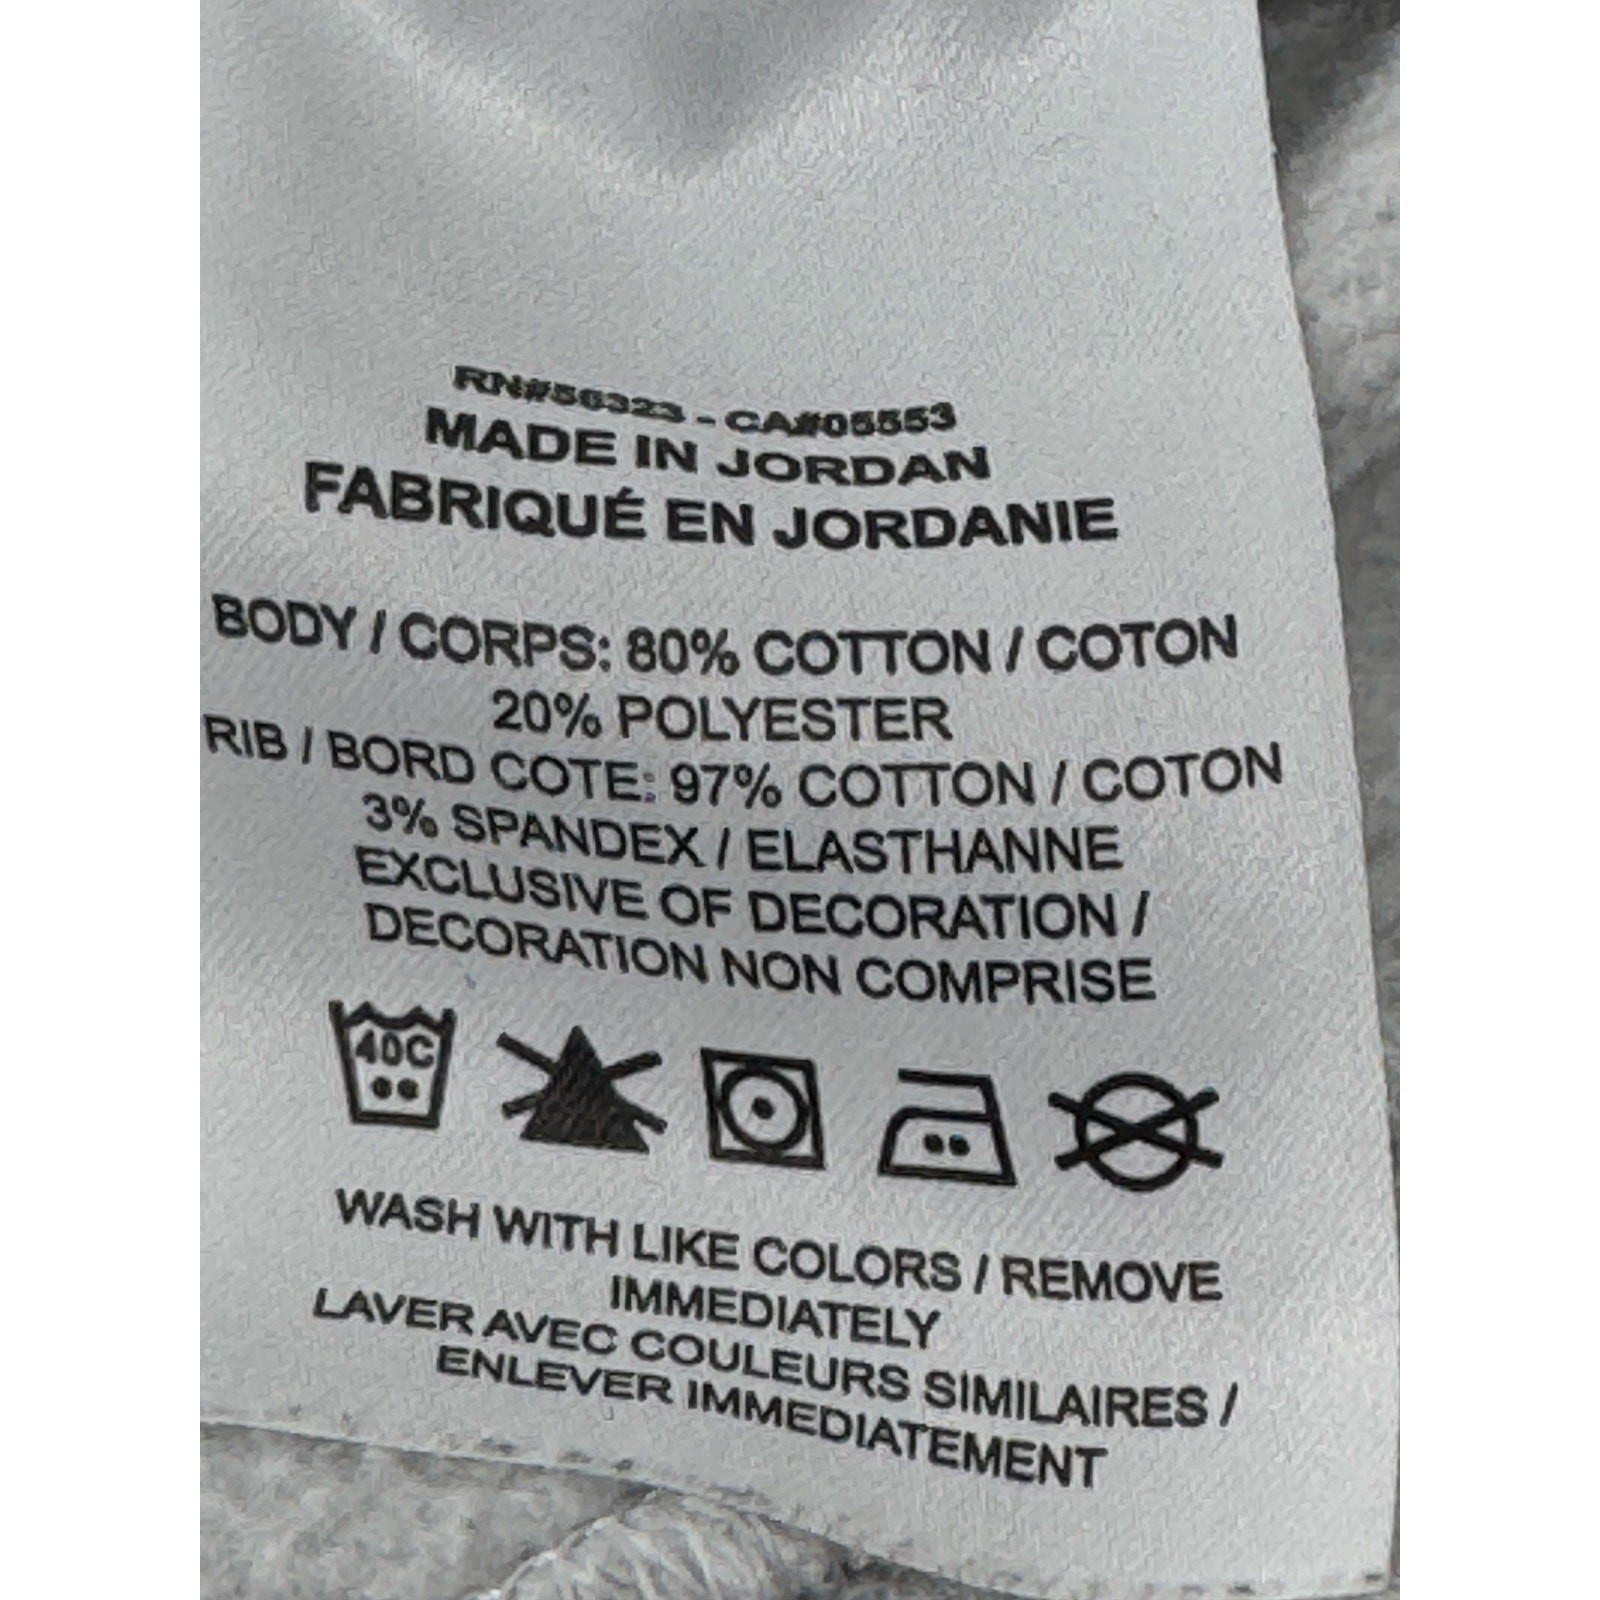 RN#56323 - CA#05553
MADE IN JORDAN
FABRIQUÉ EN JORDANIE
BODY / CORPS: 80% COTTON / COTON
20% POLYESTER
RIB / BORD COTE: 97% COTTON / COTON
3% SPANDEX / ELASTHANNE
EXCLUSIVE OF DECORATION /
DECORATION NON COMPRISE
40C
WASH WITH LIKE COLORS / REMOVE
IMMEDIATELY
LAVER AVEC COULEURS SIMILAIRES /
ENLEVER IMMEDIATEMENT